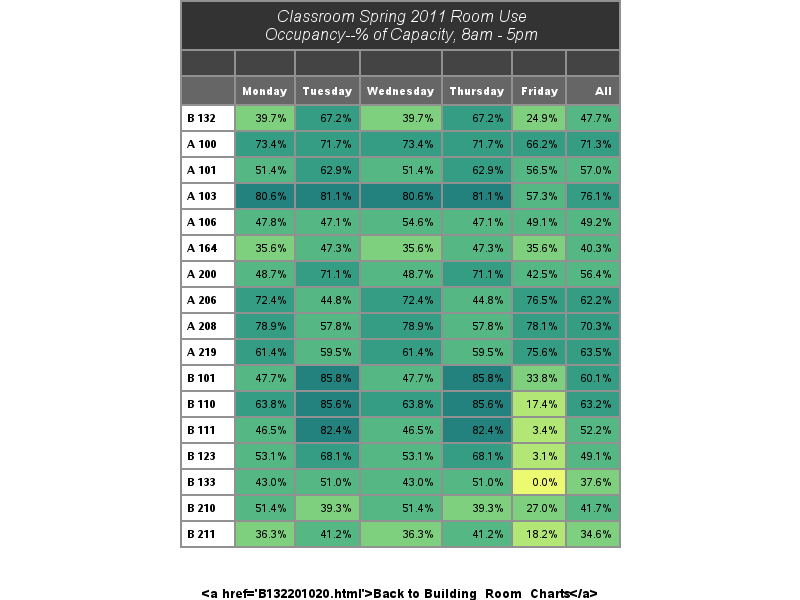 Classroom Spring 2011 Room Use
Occupancy--% of Capacity, 8am - 5pm
Monday Tuesday Wednesday Thursday Friday All
B 132 39.7% 67.2% 39.7% 67.2% 24.9% 47.7%
A 100 73.4% 71.7% 73.4% 71.7% 66.2% 71.3%
A 101 51.4% 62.9% 51.4% 62.9% 56.5% 57.0%
A 103 80.6% 81.1% 80.6% 81.1% 57.3% 76.1%
A 106 47.8% 47.1% 54.6% 47.1% 49.1% 49.2%
A 164 35.6% 47.3% 35.6% 47.3% 35.6% 40.3%
A 200 48.7% 71.1% 48.7% 71.1% 42.5% 56.4%
A 206 72.4% 44.8% 72.4% 44.8% 76.5% 62.2%
A 208 78.9% 57.8% 78.9% 57.8% 78.1% 70.3%
A 219 61.4% 59.5% 61.4% 59.5% 75.6% 63.5%
B 101 47.7% 85.8% 47.7% 85.8% 33.8% 60.1%
B 110 63.8% 85.6% 63.8% 85.6% 17.4% 63.2%
B 111 46.5% 82.4% 46.5% 82.4% 3.4% 52.2%
B 123 53.1% 68.1% 53.1% 68.1% 3.1% 49.1%
B 133 43.0% 51.0% 43.0% 51.0% 0.0% 37.6%
B 210 51.4% 39.3% 51.4% 39.3% 27.0% 41.7%
B 211 36.3% 41.2% 36.3% 41.2% 18.2% 34.6%
<a href='B132201020.html'>Back to Building_Room_Charts</a>